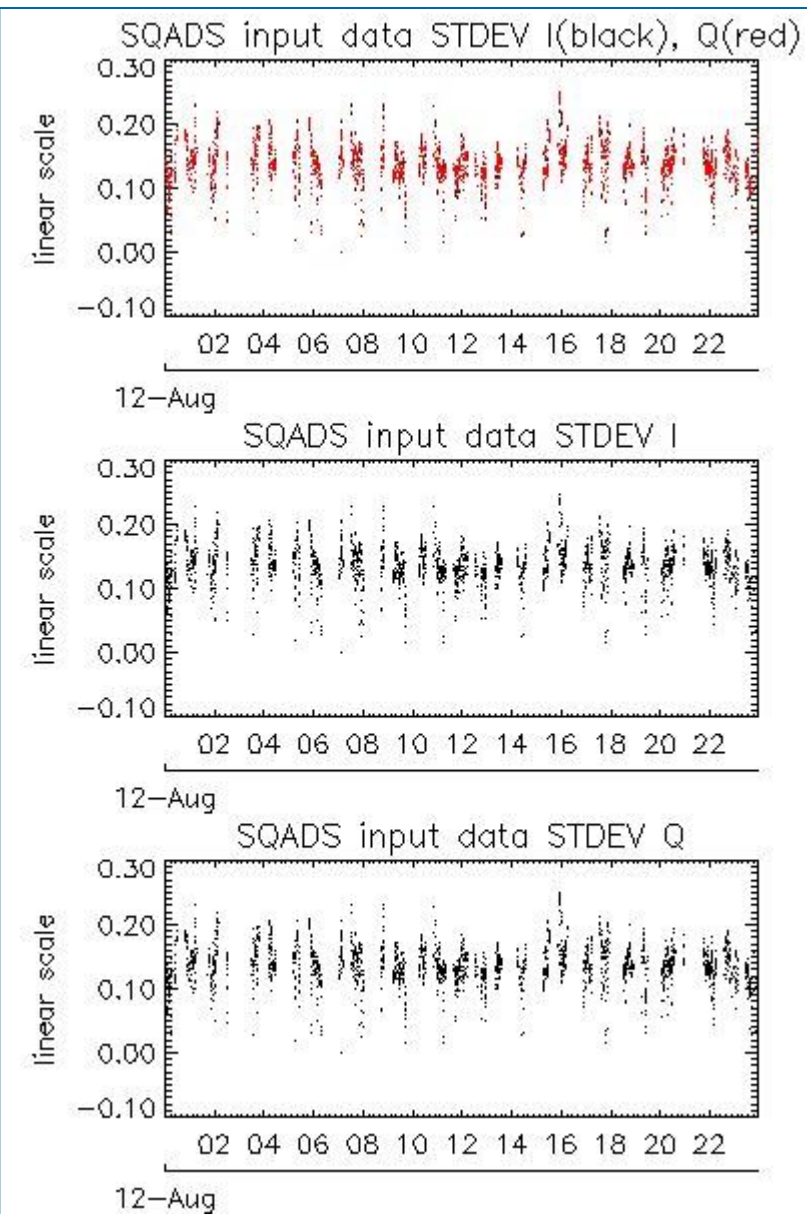 SQADS input data STDEV I(black), Q(red)
0.30
0.20
0.10
0.00
−0.10
linear scale
02 04 06 08 10 12 14 16 18 20 22
12−Aug
SQADS input data STDEV I
0.30
0.20
0.10
0.00
−0.10
linear scale
02 04 06 08 10 12 14 16 18 20 22
12−Aug
SQADS input data STDEV Q
0.30
0.20
0.10
0.00
−0.10
linear scale
02 04 06 08 10 12 14 16 18 20 22
12−Aug